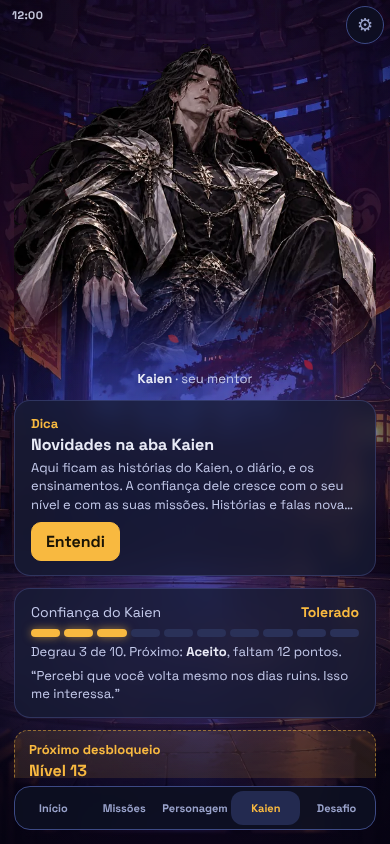 12:00
Kaien · seu mentor
Dica
Novidades na aba Kaien
Aqui ficam as histórias do Kaien, o diário, e os
ensinamentos. A confiança dele cresce com o seu
nível e com as suas missões. Histórias e falas nova…
Entendi
Confiança do Kaien
Tolerado
Degrau 3 de 10. Próximo: Aceito, faltam 12 pontos.
“Percebi que você volta mesmo nos dias ruins. Isso
me interessa.”
Próximo desbloqueio
Nível 13
Início
Missões
Personagem
Kaien
Desafio